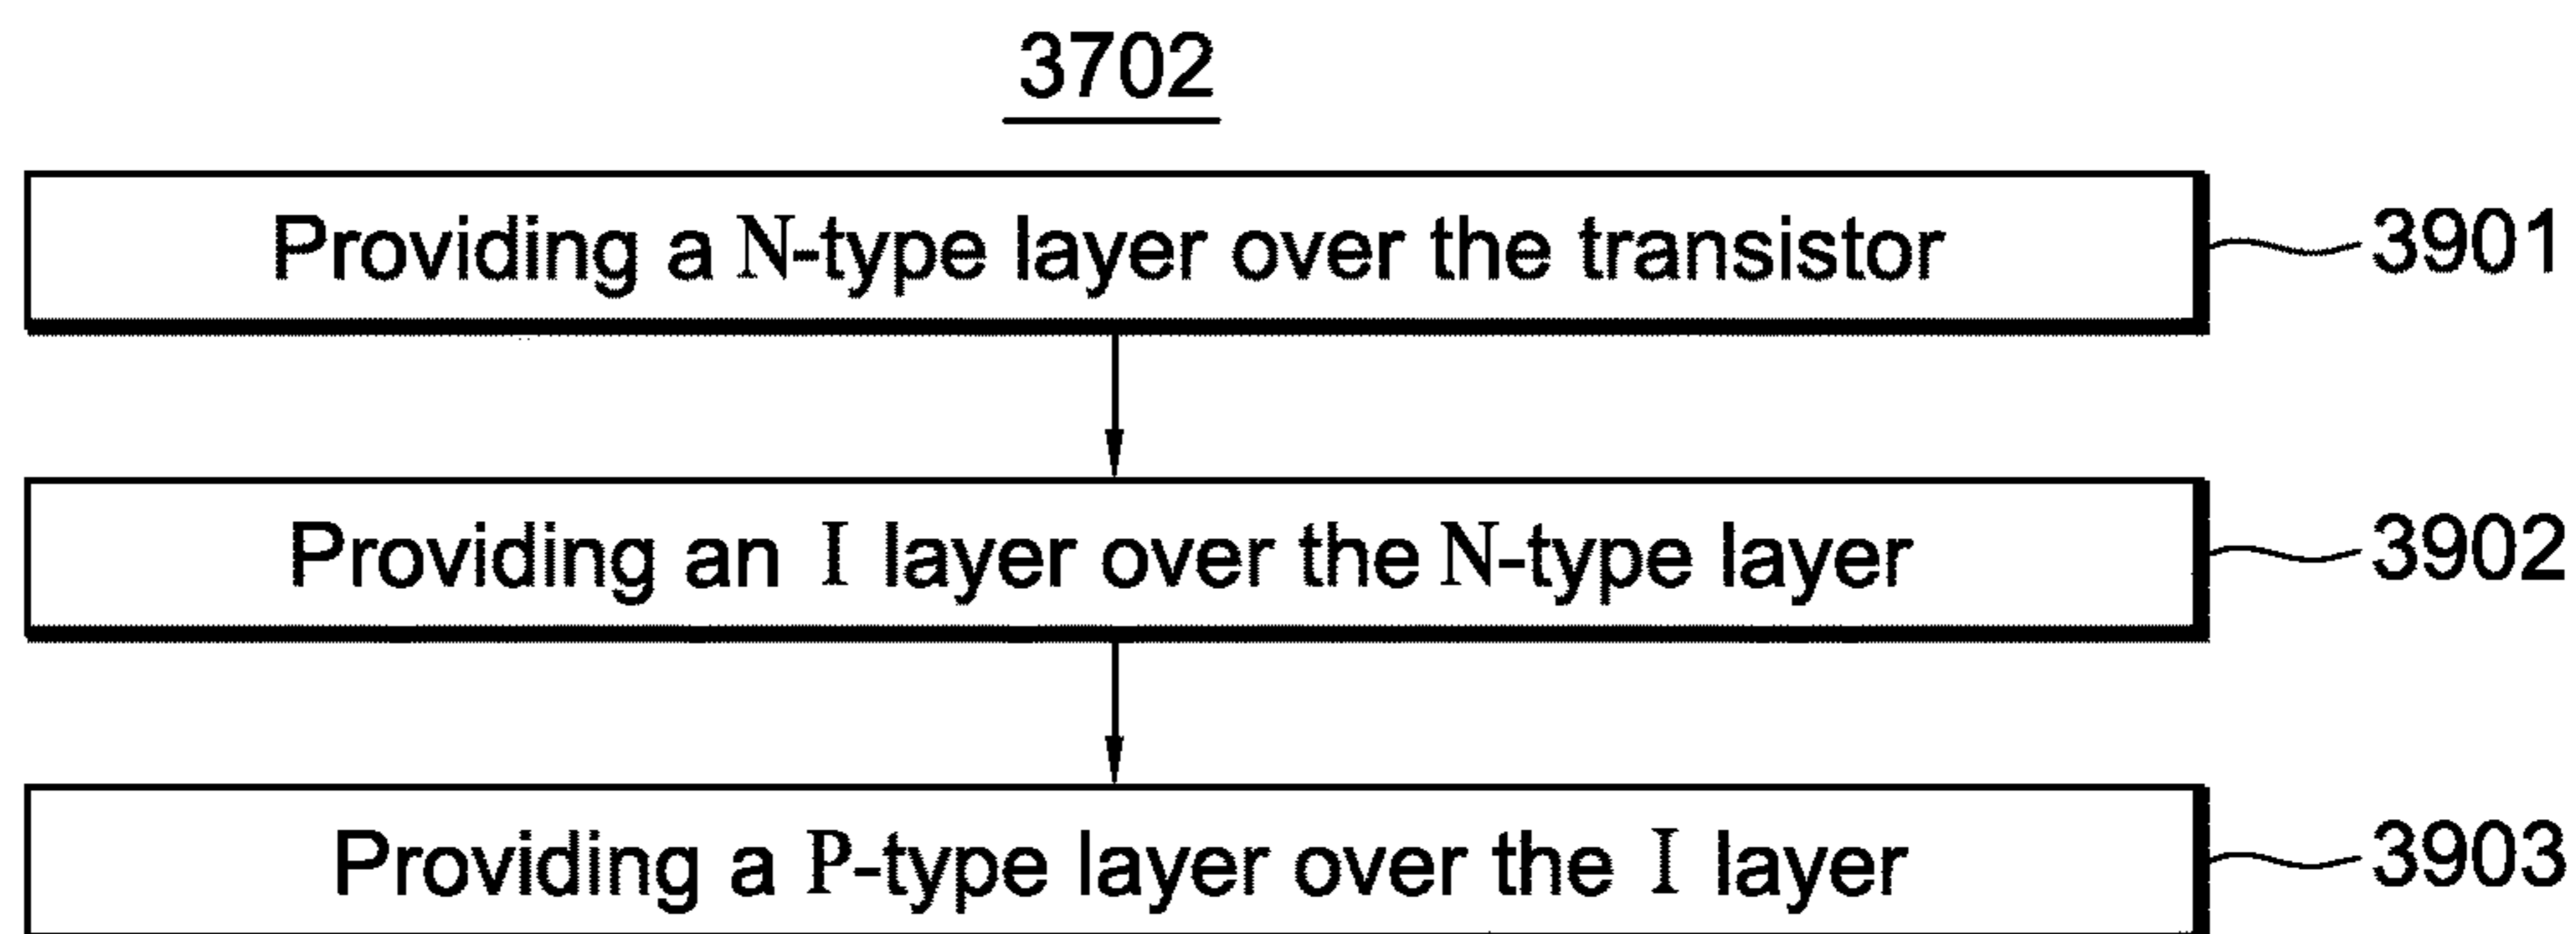 3702
Providing a N-type layer over the transistor 3901
Providing an I layer over the N-type layer 3902
Providing a P-type layer over the I layer 3903